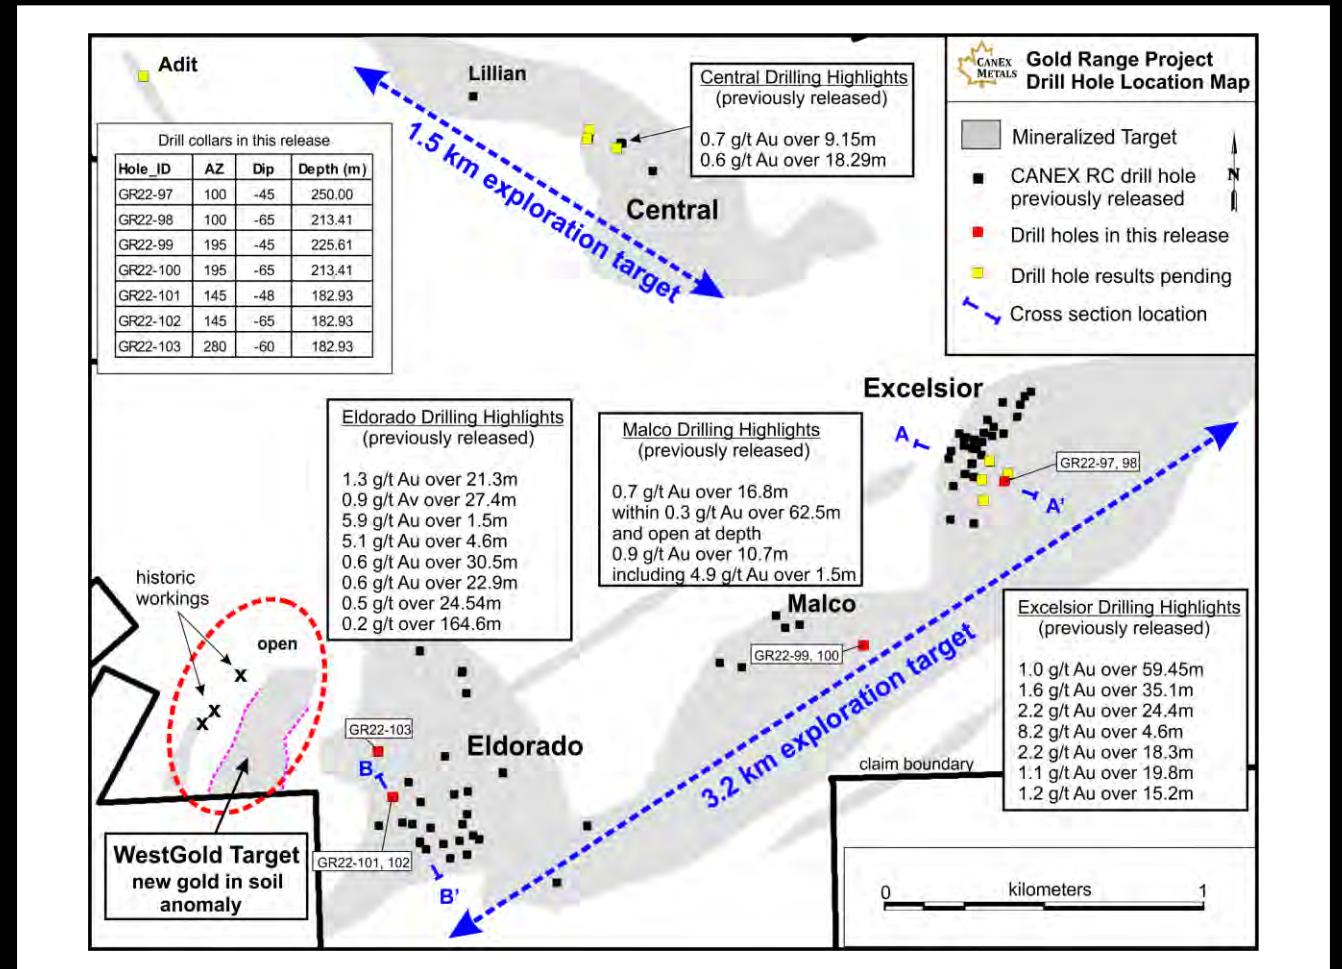 Adit
Lillian
1.5 km exploration target
Central
Central Drilling Highlights
(previously released)
0.7 g/t Au over 9.15m
0.6 g/t Au over 18.29m
CANEX
METALS
Gold Range Project
Drill Hole Location Map
Mineralized Target
CANEX RC drill hole
previously released
Drill holes in this release
Drill hole results pending
Cross section location
N
Drill collars in this release
Hole_ID AZ Dip Depth (m)
GR22-97 100 -45 250.00
GR22-98 100 -65 213.41
GR22-99 195 -45 225.61
GR22-100 195 -65 213.41
GR22-101 145 -48 182.93
GR22-102 145 -65 182.93
GR22-103 280 -60 182.93
Excelsior
A
GR22-97, 98
A'
Eldorado Drilling Highlights
(previously released)
1.3 g/t Au over 21.3m
0.9 g/t Av over 27.4m
5.9 g/t Au over 1.5m
5.1 g/t Au over 4.6m
0.6 g/t Au over 30.5m
0.6 g/t Au over 22.9m
0.5 g/t over 24.54m
0.2 g/t over 164.6m
Malco Drilling Highlights
(previously released)
0.7 g/t Au over 16.8m
within 0.3 g/t Au over 62.5m
and open at depth
0.9 g/t Au over 10.7m
including 4.9 g/t Au over 1.5m
Malco
GR22-99, 100
3.2 km exploration target
Excelsior Drilling Highlights
(previously released)
1.0 g/t Au over 59.45m
1.6 g/t Au over 35.1m
2.2 g/t Au over 24.4m
8.2 g/t Au over 4.6m
2.2 g/t Au over 18.3m
1.1 g/t Au over 19.8m
1.2 g/t Au over 15.2m
historic
workings
open
x
x
x
GR22-103
Eldorado
B
GR22-101, 102
B'
claim boundary
WestGold Target
new gold in soil
anomaly
0 kilometers 1